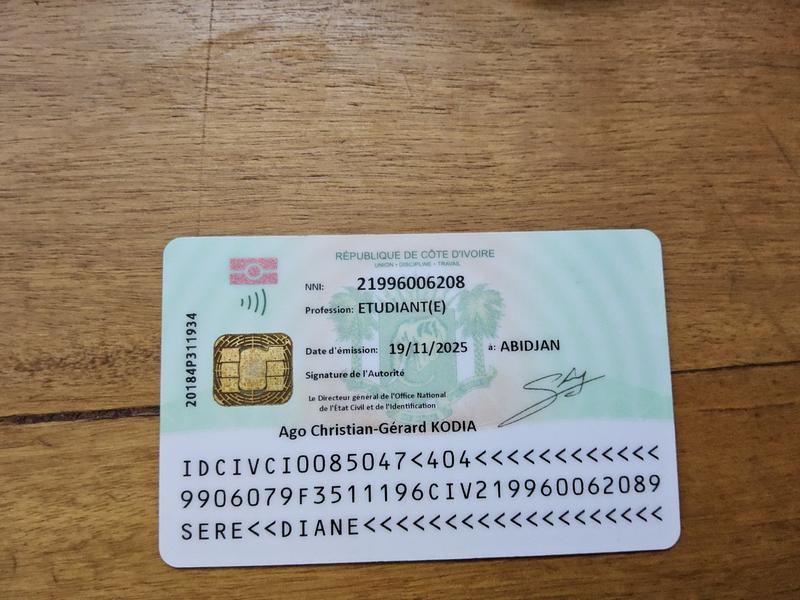 RÉPUBLIQUE DE CÔTE D'IVOIRE
UNION - DISCIPLINE - TRAVAIL
NNI: 21996006208
Profession: ETUDIANT(E)
Date d'émission: 19/11/2025 à: ABIDJAN
Signature de l'Autorité
Le Directeur général de l'Office National
de l'État Civil et de l'Identification
Ago Christian-Gérard KODIA
20184P311934
IDCIVCI0085047<404<<<<<<<<<<<<
9906079F3511196CIV219960062089
SERE<<DIANE<<<<<<<<<<<<<<<<<<<